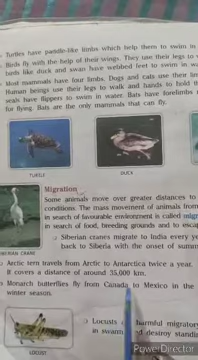 Turtles have paddle-like limbs which help them to swim in
Birds fly with the help of their wings. They use their legs to
birds like duck and swan have webbed feet to swim in w
Most mammals have four limbs. Dogs and cats use their lim
Human beings use their legs to walk and hands to hold th
seals have flippers to swim in water. Bats have forelimbs
for flying. Bats are the only mammals that can fly.
TURTLE
DUCK
Migration
Some animals move over greater distances to
conditions. The mass movement of animals from
in search of favourable environment is called migr
in search of food, breeding grounds and to escap
Siberian cranes migrate to India every ye
back to Siberia with the onset of summ
SIBERIAN CRANE
Arctic tern travels from Arctic to Antarctica twice a year.
It covers a distance of around 35,000 km.
Monarch butterflies fly from Canada to Mexico in the
winter season.
Locusts harmful migratory
in swarm destroy standi
LOCUST
PowerDirector